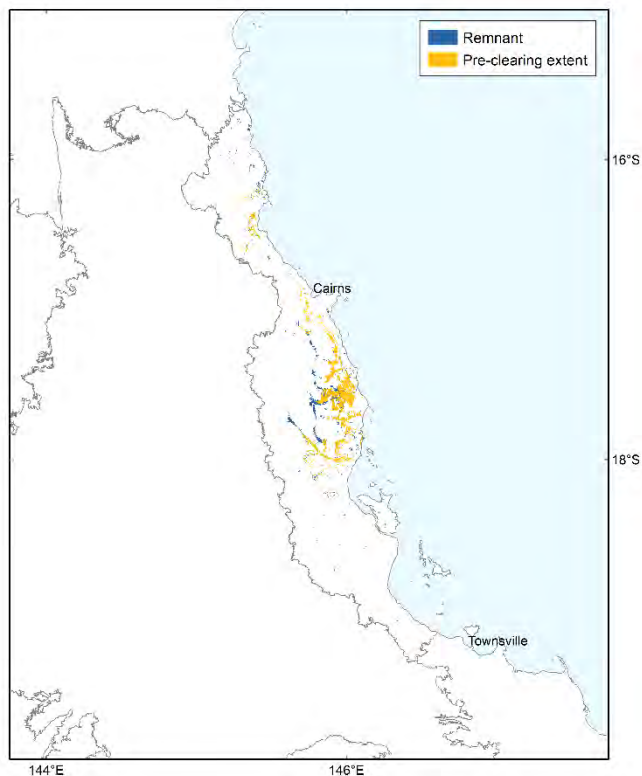 Remnant
Pre-clearing extent
16°S
Cairns
18°S
Townsville
144°E
146°E